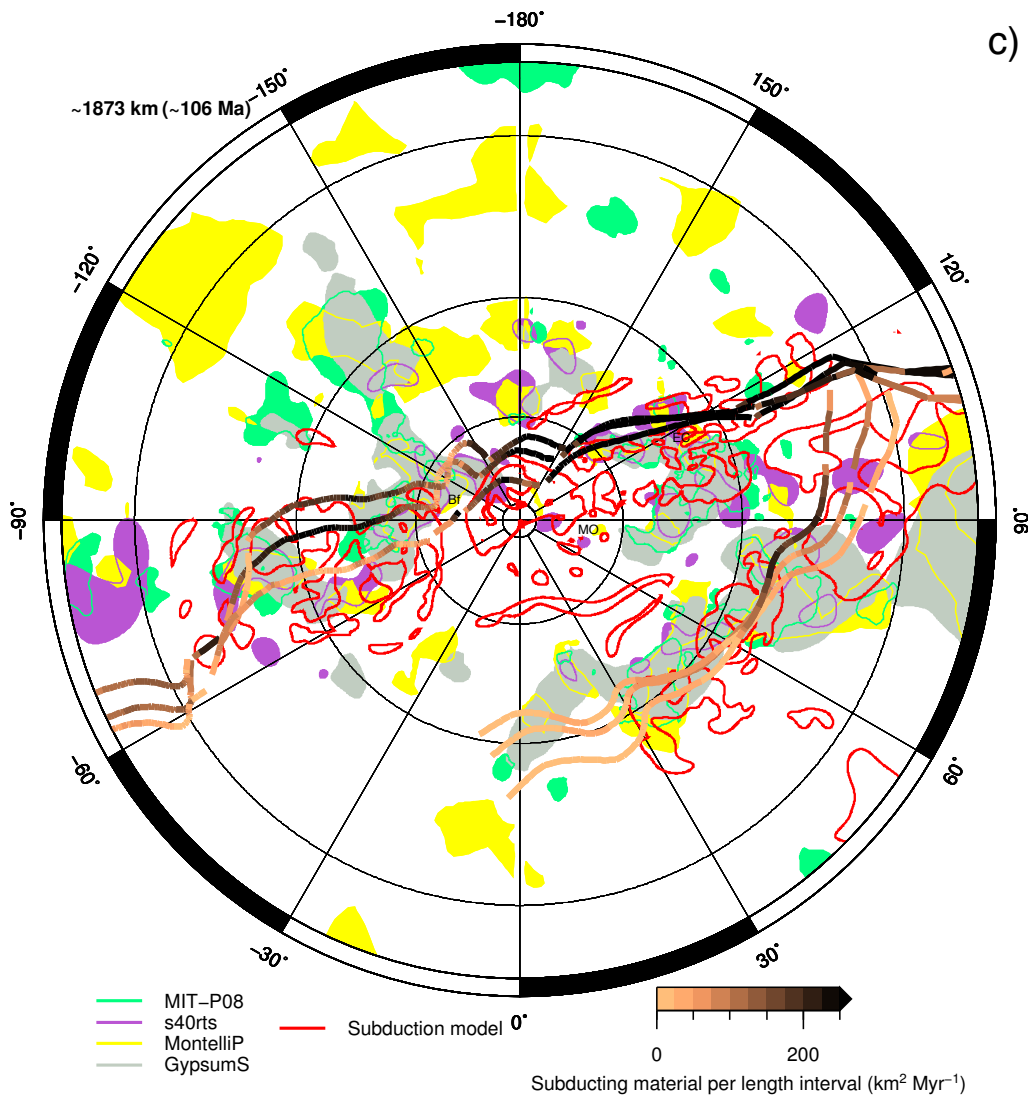 −180°
c)
−150°
150°
~1873 km (~106 Ma)
−120°
120°
EC
Bf
−90°
MO
90°
−60°
60°
−30°
30°
0°
MIT−P08
s40rts
MontelliP
GypsumS
Subduction model
0
200
Subducting material per length interval (km² Myr⁻¹)